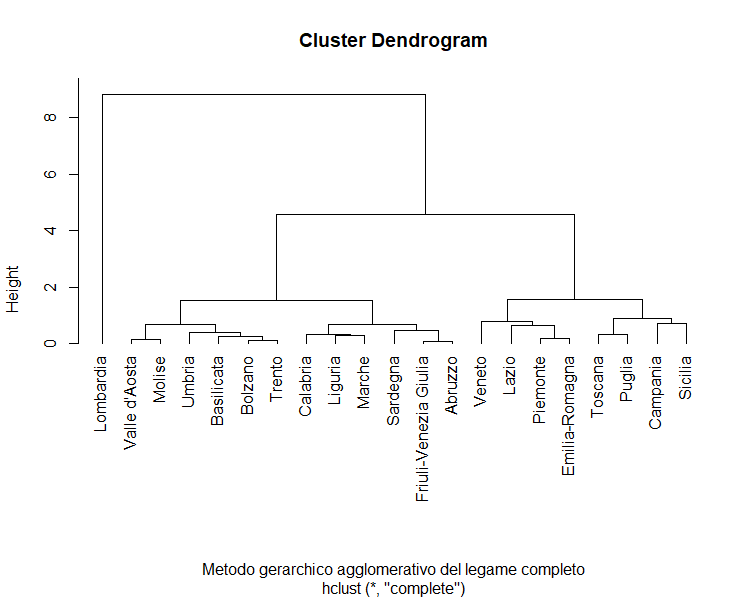 Cluster Dendrogram
Height
8
6
4
2
0
Lombardia
Valle d'Aosta
Molise
Umbria
Basilicata
Bolzano
Trento
Calabria
Liguria
Marche
Sardegna
Friuli-Venezia Giulia
Abruzzo
Veneto
Lazio
Piemonte
Emilia-Romagna
Toscana
Puglia
Campania
Sicilia
Metodo gerarchico agglomerativo del legame completo
hclust (*, "complete")